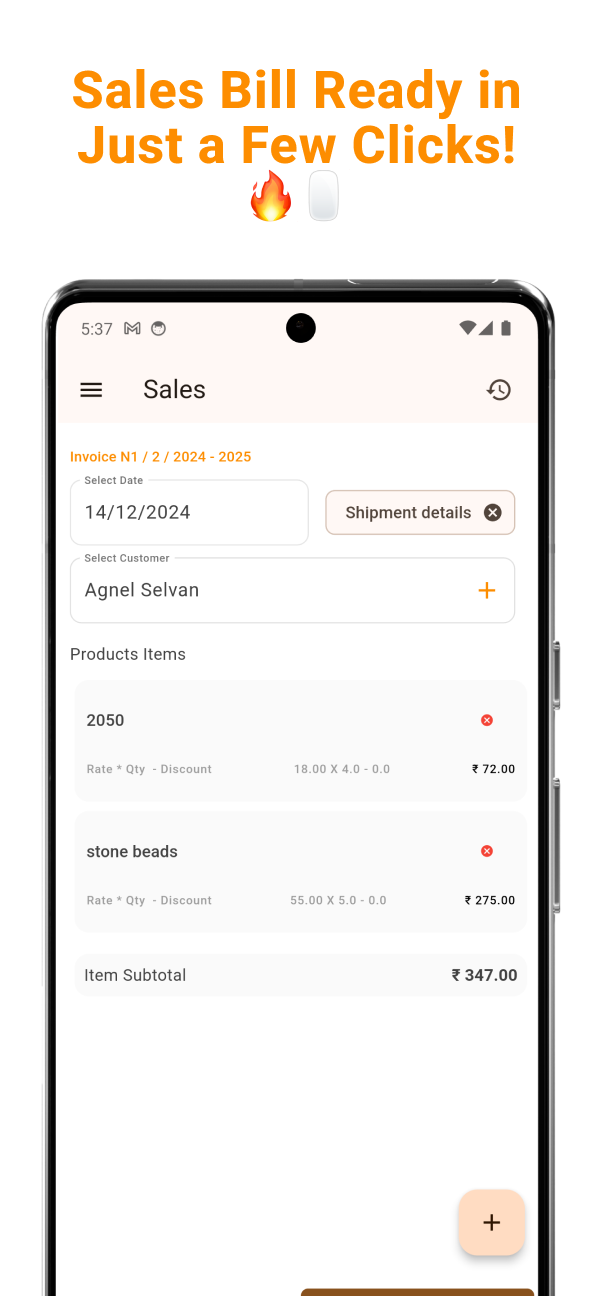 Sales Bill Ready in
Just a Few Clicks!
🔥 🖱️
5:37
Sales
Invoice N1 / 2 / 2024 - 2025
Select Date
14/12/2024
Shipment details
Select Customer
Agnel Selvan
Products Items
2050
Rate * Qty - Discount 18.00 X 4.0 - 0.0 ₹ 72.00
stone beads
Rate * Qty - Discount 55.00 X 5.0 - 0.0 ₹ 275.00
Item Subtotal ₹ 347.00